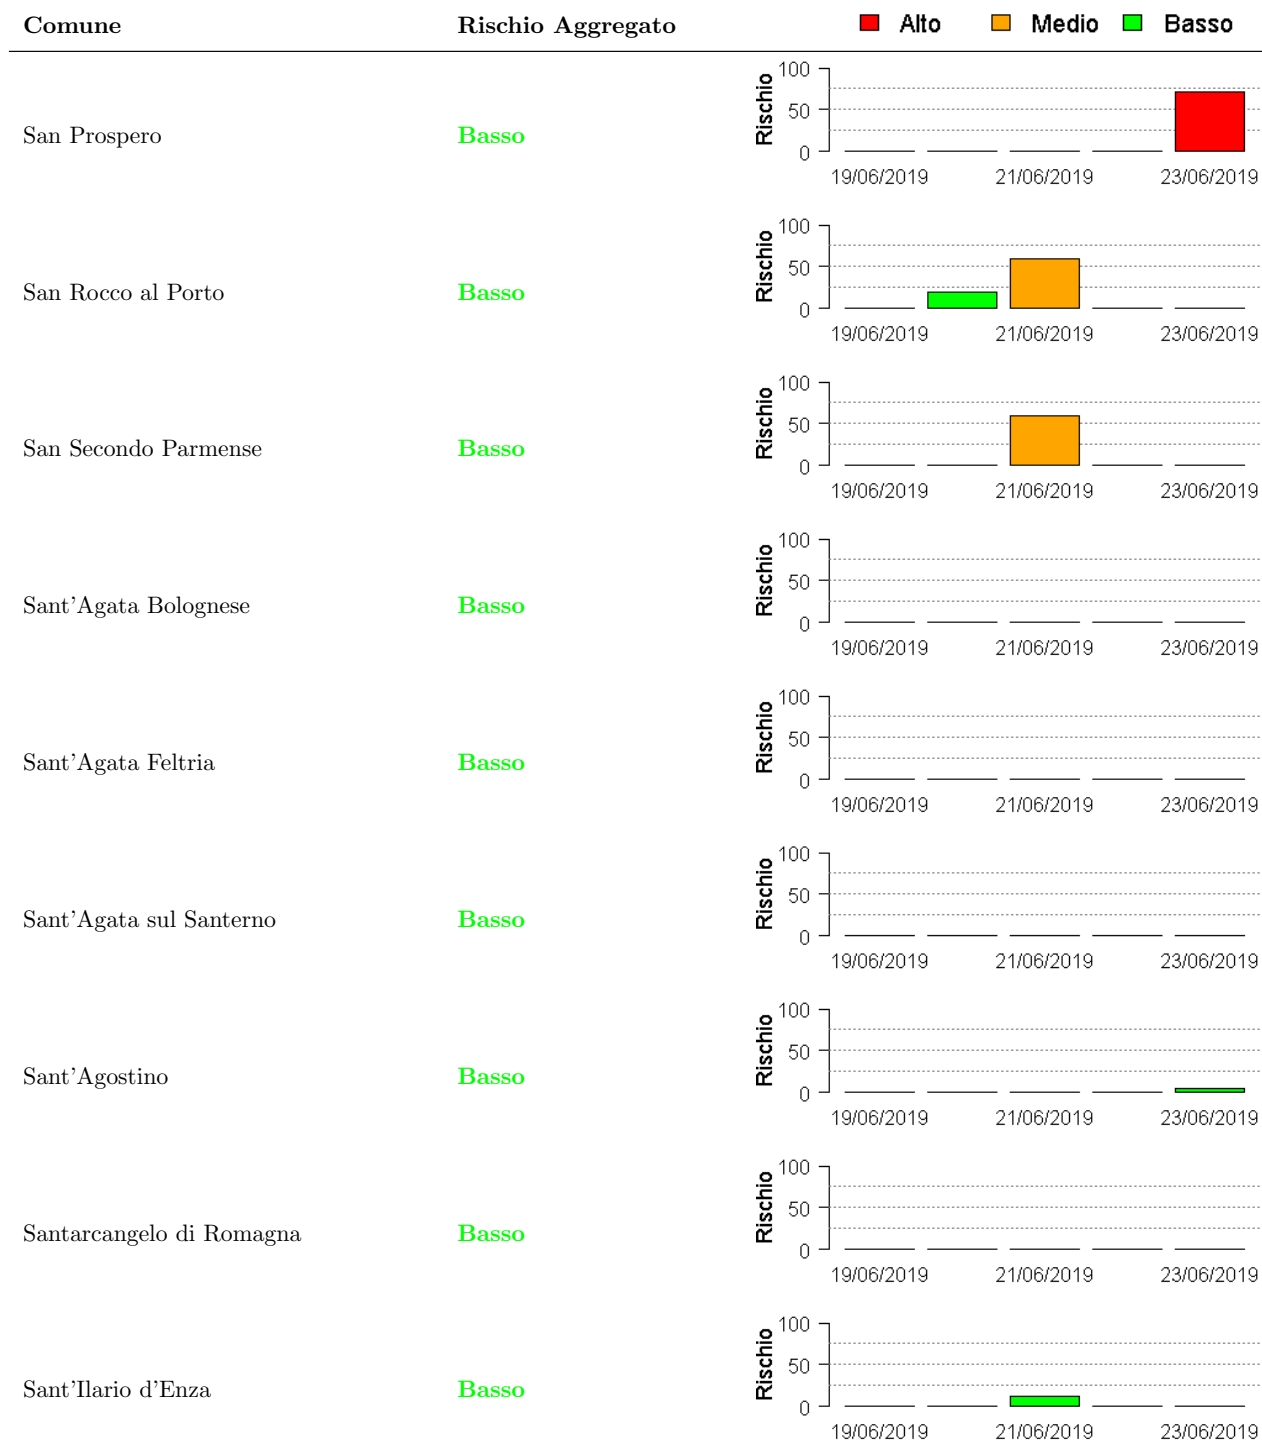 Comune Rischio Aggregato Alto Medio Basso
San Prospero Basso Rischio 100 50 0
19/06/2019 21/06/2019 23/06/2019
San Rocco al Porto Basso Rischio 100 50 0
19/06/2019 21/06/2019 23/06/2019
San Secondo Parmense Basso Rischio 100 50 0
19/06/2019 21/06/2019 23/06/2019
Sant'Agata Bolognese Basso Rischio 100 50 0
19/06/2019 21/06/2019 23/06/2019
Sant'Agata Feltria Basso Rischio 100 50 0
19/06/2019 21/06/2019 23/06/2019
Sant'Agata sul Santerno Basso Rischio 100 50 0
19/06/2019 21/06/2019 23/06/2019
Sant'Agostino Basso Rischio 100 50 0
19/06/2019 21/06/2019 23/06/2019
Santarcangelo di Romagna Basso Rischio 100 50 0
19/06/2019 21/06/2019 23/06/2019
Sant'Ilario d'Enza Basso Rischio 100 50 0
19/06/2019 21/06/2019 23/06/2019